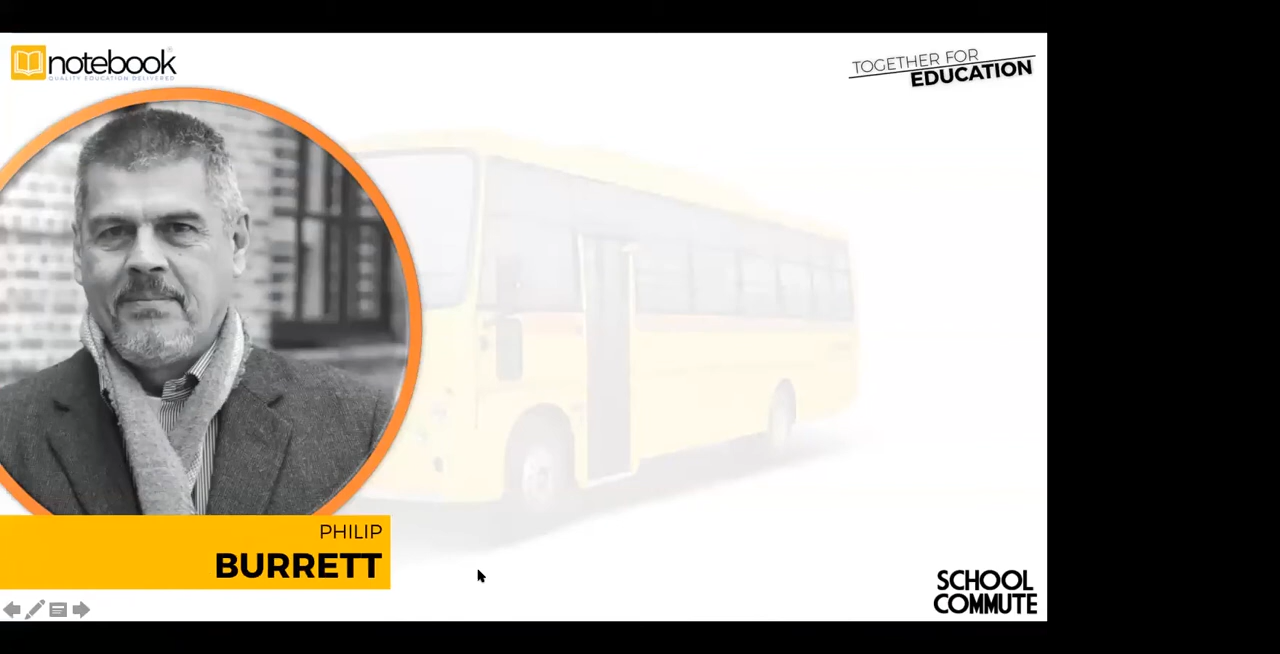 notebook
QUALITY EDUCATION DELIVERED
TOGETHER FOR
EDUCATION
PHILIP
BURRETT
SCHOOL
COMMUTE